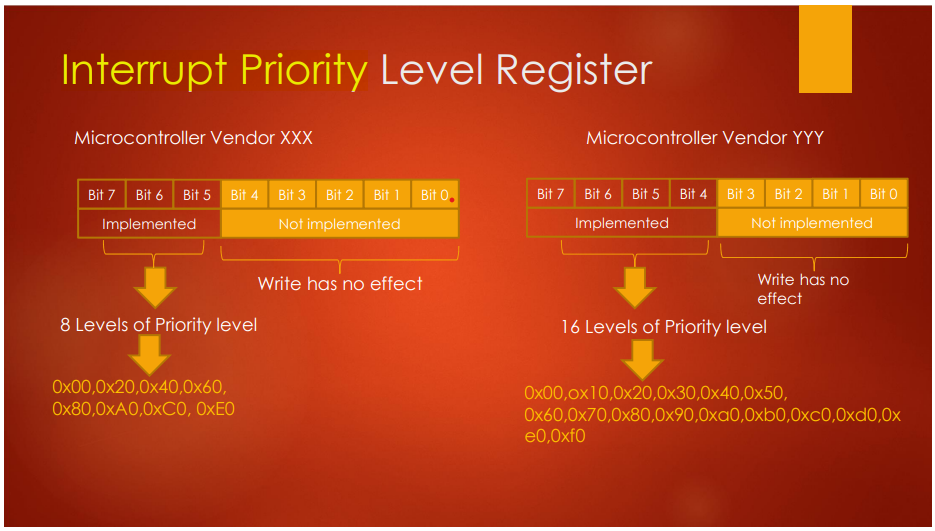 Interrupt Priority Level Register
Microcontroller Vendor XXX
Bit 7 Bit 6 Bit 5 Bit 4 Bit 3 Bit 2 Bit 1 Bit 0
Implemented Not implemented
Write has no effect
8 Levels of Priority level
0x00,0x20,0x40,0x60,
0x80,0xA0,0xC0, 0xE0
Microcontroller Vendor YYY
Bit 7 Bit 6 Bit 5 Bit 4 Bit 3 Bit 2 Bit 1 Bit 0
Implemented Not implemented
Write has no
effect
16 Levels of Priority level
0x00,ox10,0x20,0x30,0x40,0x50,
0x60,0x70,0x80,0x90,0xa0,0xb0,0xc0,0xd0,0x
e0,0xf0